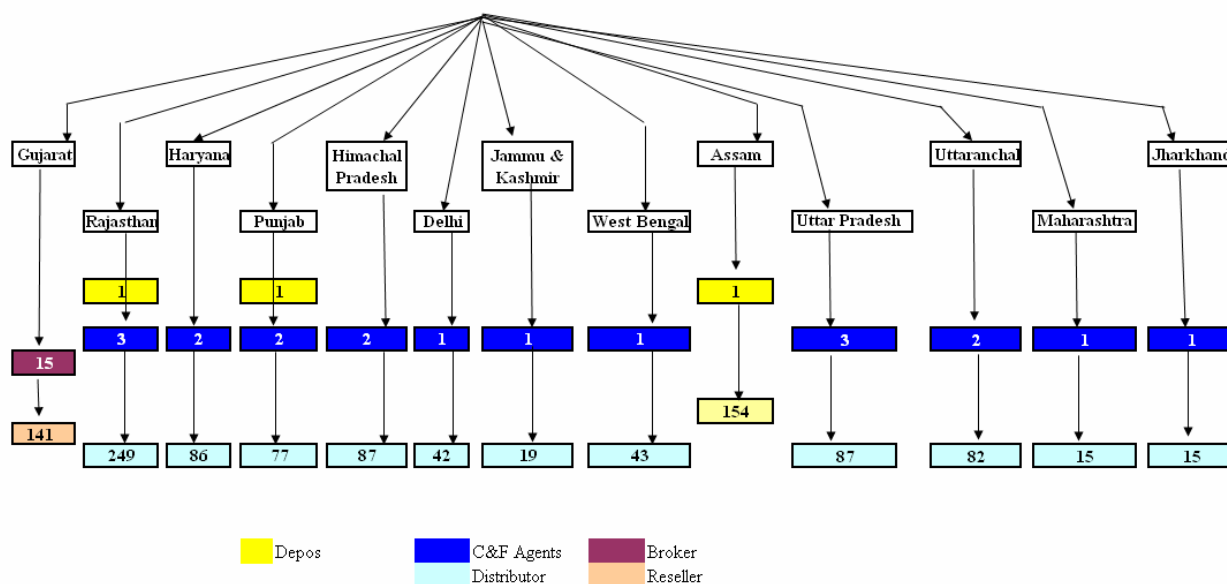 Gujarat
Haryana
Himachal
Pradesh
Jammu &
Kashmir
Assam
Uttaranchal
Jharkhand
Rajasthan
Punjab
Delhi
West Bengal
Uttar Pradesh
Maharashtra
1
1
1
3
2
2
2
1
1
1
3
2
1
1
15
154
141
249
86
77
87
42
19
43
87
82
15
15
Depos
C&F Agents
Broker
Distributor
Reseller